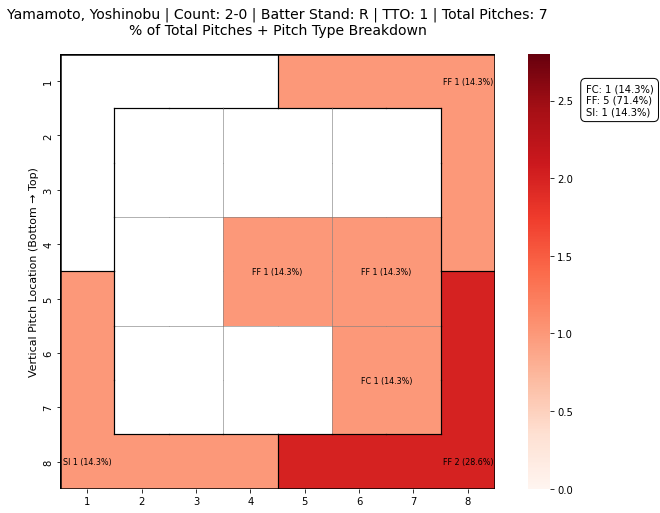 Yamamoto, Yoshinobu | Count: 2-0 | Batter Stand: R | TTO: 1 | Total Pitches: 7
% of Total Pitches + Pitch Type Breakdown
Vertical Pitch Location (Bottom → Top)
1
2
3
4
5
6
7
8
FF 1 (14.3%)
FF 1 (14.3%)
FF 1 (14.3%)
FC 1 (14.3%)
SI 1 (14.3%)
FF 2 (28.6%)
1
2
3
4
5
6
7
8
2.5
2.0
1.5
1.0
0.5
0.0
FC: 1 (14.3%)
FF: 5 (71.4%)
SI: 1 (14.3%)